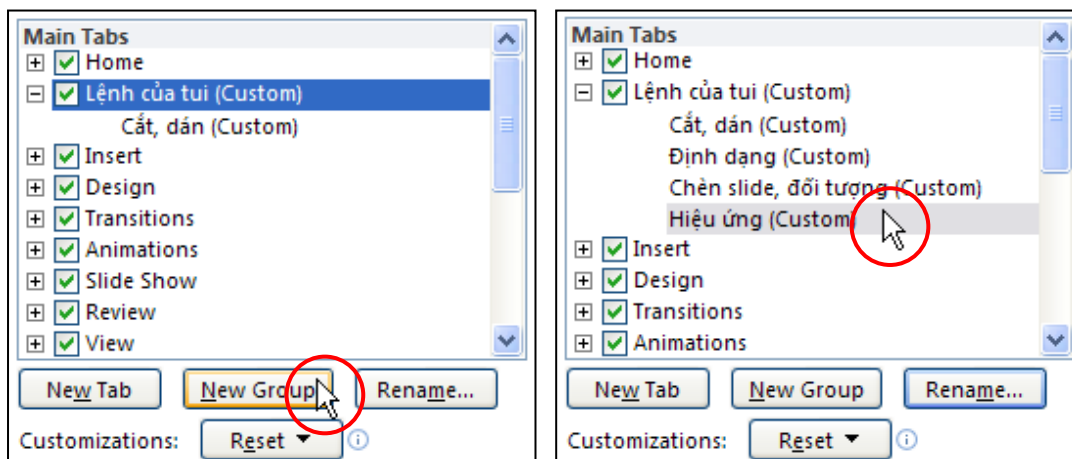 Main Tabs
Home
Lệnh của tui (Custom)
Cắt, dán (Custom)
Insert
Design
Transitions
Animations
Slide Show
Review
View
New Tab
New Group
Rename...
Customizations:
Reset
Main Tabs
Home
Lệnh của tui (Custom)
Cắt, dán (Custom)
Định dạng (Custom)
Chèn slide, đối tượng (Custom)
Hiệu ứng (Custom)
Insert
Design
Transitions
Animations
New Tab
New Group
Rename...
Customizations:
Reset